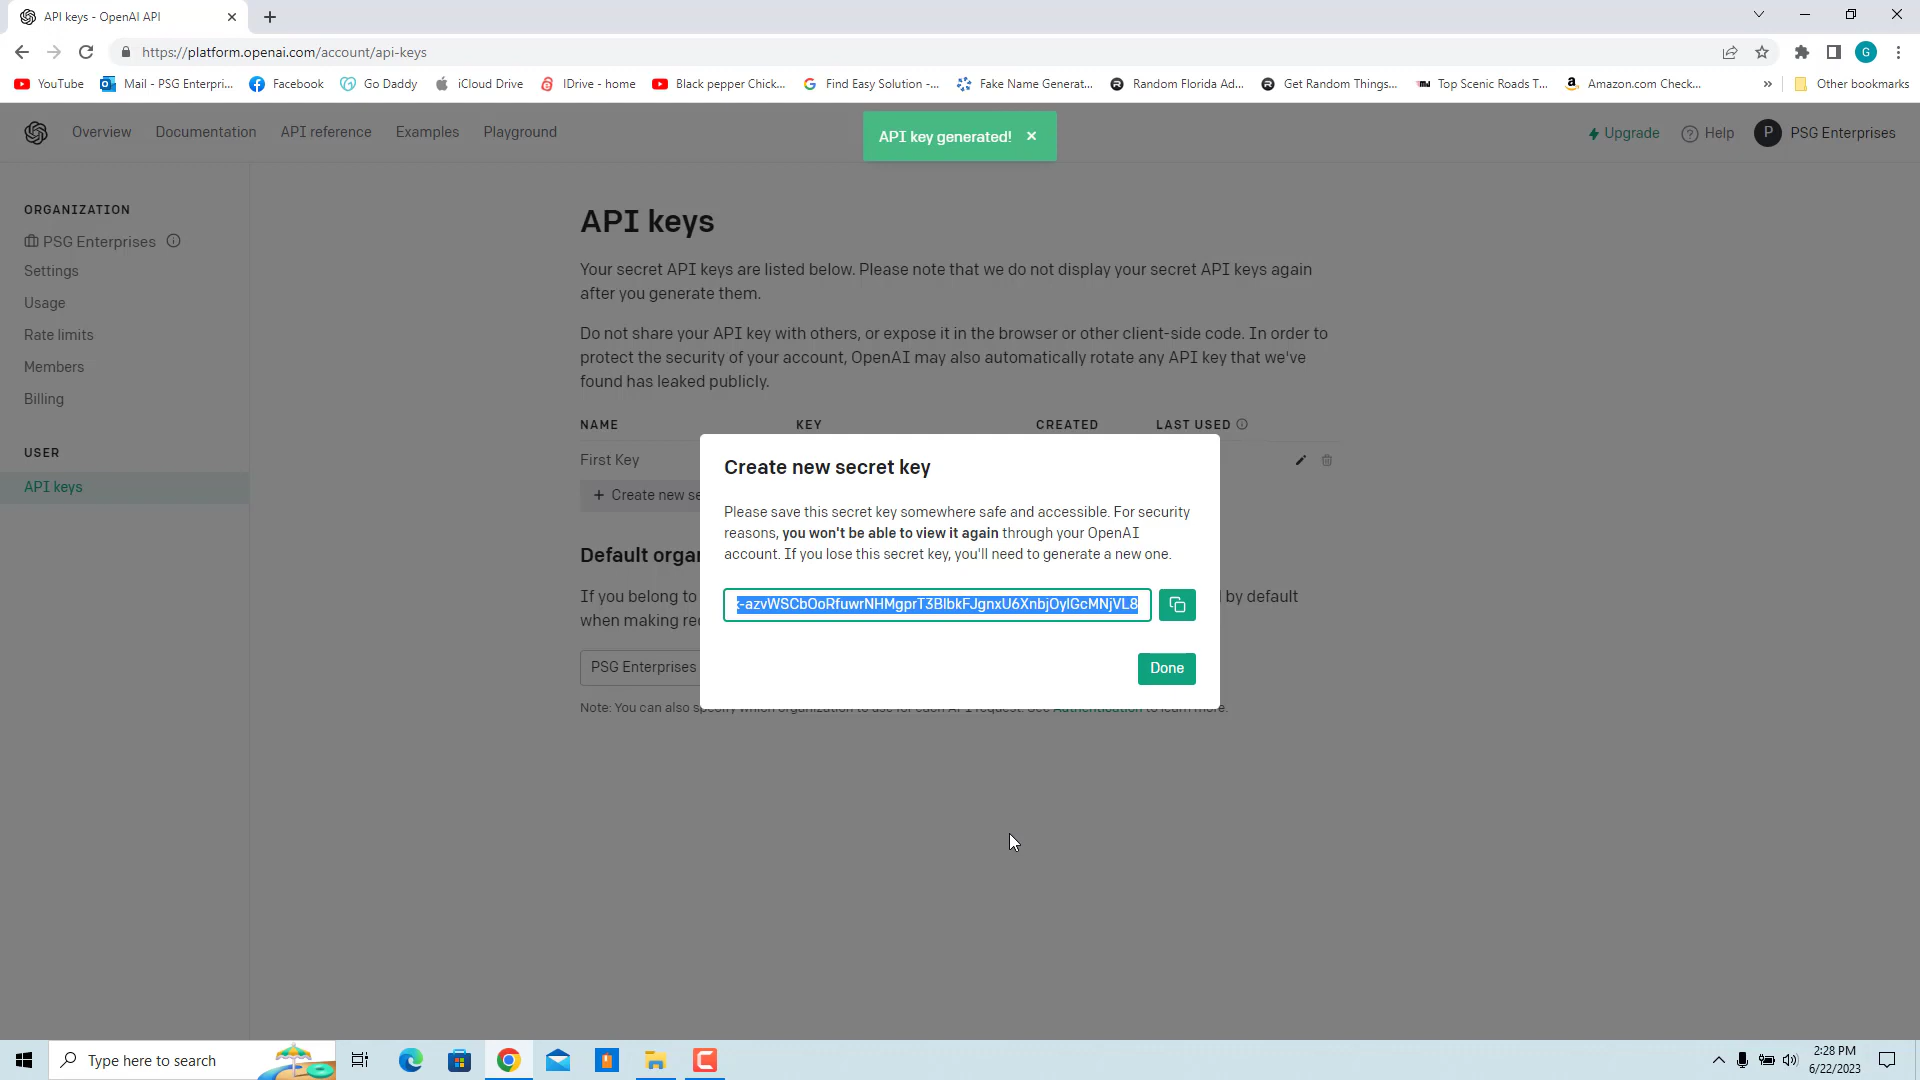 API keys - OpenAI API
https://platform.openai.com/account/api-keys
G
YouTube
Mail - PSG Enterpri...
Facebook
Go Daddy
iCloud Drive
IDrive - home
Black pepper Chick...
Find Easy Solution -...
Fake Name Generat...
Random Florida Ad...
Get Random Things...
Top Scenic Roads T...
Amazon.com Check...
Other bookmarks
Overview
Documentation
API reference
Examples
Playground
API key generated!
Upgrade
Help
P
PSG Enterprises
ORGANIZATION
PSG Enterprises
Settings
Usage
Rate limits
Members
Billing
USER
API keys
API keys
Your secret API keys are listed below. Please note that we do not display your secret API keys again
after you generate them.
Do not share your API key with others, or expose it in the browser or other client-side code. In order to
protect the security of your account, OpenAI may also automatically rotate any API key that we've
found has leaked publicly.
NAME KEY CREATED LAST USED
First Key
+ Create new se
Create new secret key
Please save this secret key somewhere safe and accessible. For security
reasons, you won't be able to view it again through your OpenAI
account. If you lose this secret key, you'll need to generate a new one.
Done
Default orga
If you belong to
by default
when making re
PSG Enterprises
Note: You can also specify which organization to use for each API request. See Authentication to learn more.
Type here to search
2:28 PM
6/22/2023